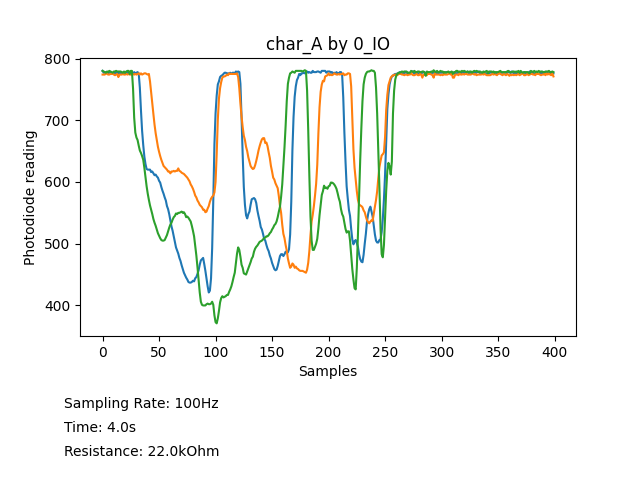 char_A by 0_IO
800
700
600
500
400
Photodiode reading
0 50 100 150 200 250 300 350 400
Samples
Sampling Rate: 100Hz
Time: 4.0s
Resistance: 22.0kOhm